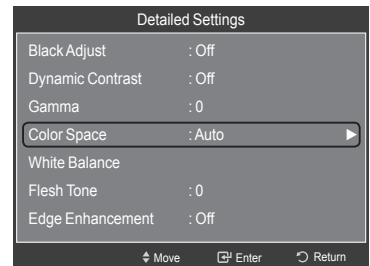 Detailed Settings
Black Adjust : Off
Dynamic Contrast : Off
Gamma : 0
Color Space : Auto
White Balance
Flesh Tone : 0
Edge Enhancement : Off
Move Enter Return